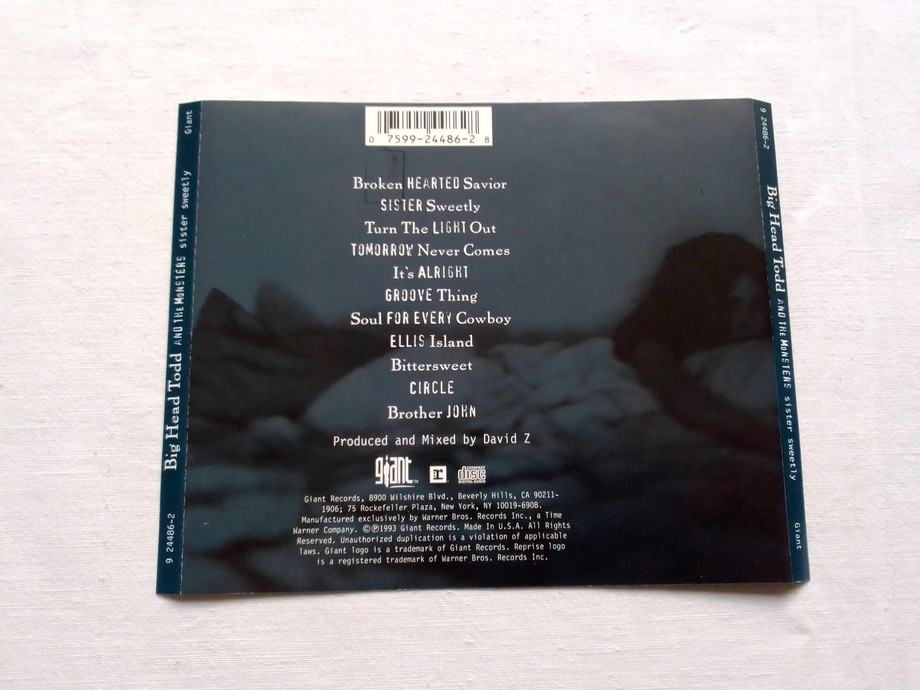 0 7599-24486-2 8
Broken HEARTED Savior
SISTER Sweetly
Turn The LIGHT Out
TOMORROW Never Comes
It's ALRIGHT
GROOVE Thing
Soul FOR EVERY Cowboy
ELLIS Island
Bittersweet
CIRCLE
Brother JOHN
Produced and Mixed by David Z
giant™ r COMPACT disc DIGITAL AUDIO
Giant Records, 8900 Wilshire Blvd., Beverly Hills, CA 90211-
1906; 75 Rockefeller Plaza, New York, NY 10019-6908.
Manufactured exclusively by Warner Bros. Records Inc., a Time
Warner Company. ©℗1993 Giant Records. Made In U.S.A. All Rights
Reserved. Unauthorized duplication is a violation of applicable
laws. Giant logo is a trademark of Giant Records. Reprise logo
is a registered trademark of Warner Bros. Records Inc.
9 24486-2 Big Head Todd AND THE MONSTERS sister sweetly Giant
9 24486-2 Big Head Todd AND THE MONSTERS sister sweetly Giant